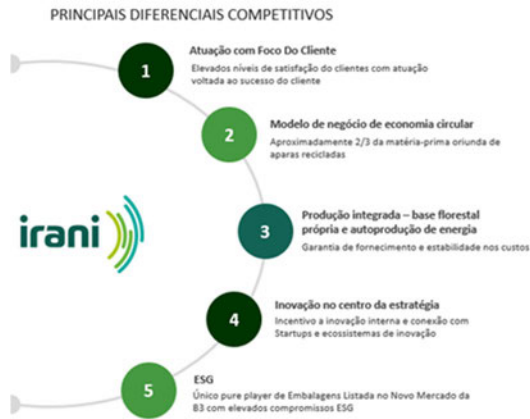 PRINCIPAIS DIFERENCIAIS COMPETITIVOS
1
Atuação com Foco Do Cliente
Elevados níveis de satisfação do clientes com atuação
voltada ao sucesso do cliente
2
Modelo de negócio de economia circular
Aproximadamente 2/3 da matéria-prima oriunda de
aparas recicladas
irani
3
Produção integrada – base florestal
própria e autoprodução de energia
Garantia de fornecimento e estabilidade nos custos
4
Inovação no centro da estratégia
Incentivo a inovação interna e conexão com
Startups e ecossistemas de inovação
5
ESG
Único pure player de Embalagens Listada no Novo Mercado da
B3 com elevados compromissos ESG